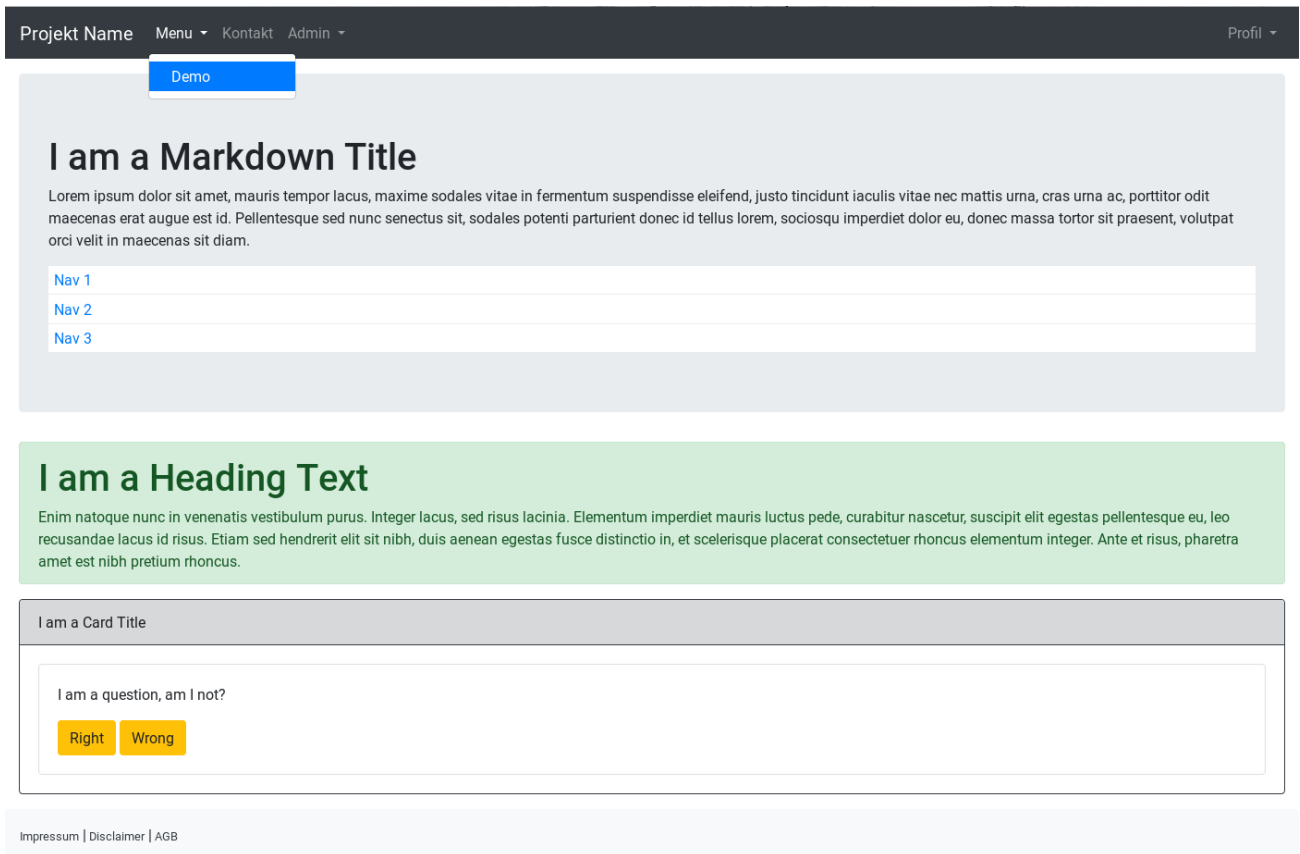 Projekt Name Menu Kontakt Admin Profil
Demo
I am a Markdown Title
Lorem ipsum dolor sit amet, mauris tempor lacus, maxime sodales vitae in fermentum suspendisse eleifend, justo tincidunt iaculis vitae nec mattis urna, cras urna ac, porttitor odit
maecenas erat augue est id. Pellentesque sed nunc senectus sit, sodales potenti parturient donec id tellus lorem, sociosqu imperdiet dolor eu, donec massa tortor sit praesent, volutpat
orci velit in maecenas sit diam.
Nav 1
Nav 2
Nav 3
I am a Heading Text
Enim natoque nunc in venenatis vestibulum purus. Integer lacus, sed risus lacinia. Elementum imperdiet mauris luctus pede, curabitur nascetur, suscipit elit egestas pellentesque eu, leo
recusandae lacus id risus. Etiam sed hendrerit elit sit nibh, duis aenean egestas fusce distinctio in, et scelerisque placerat consectetuer rhoncus elementum integer. Ante et risus, pharetra
amet est nibh pretium rhoncus.
I am a Card Title
I am a question, am I not?
Right Wrong
Impressum | Disclaimer | AGB